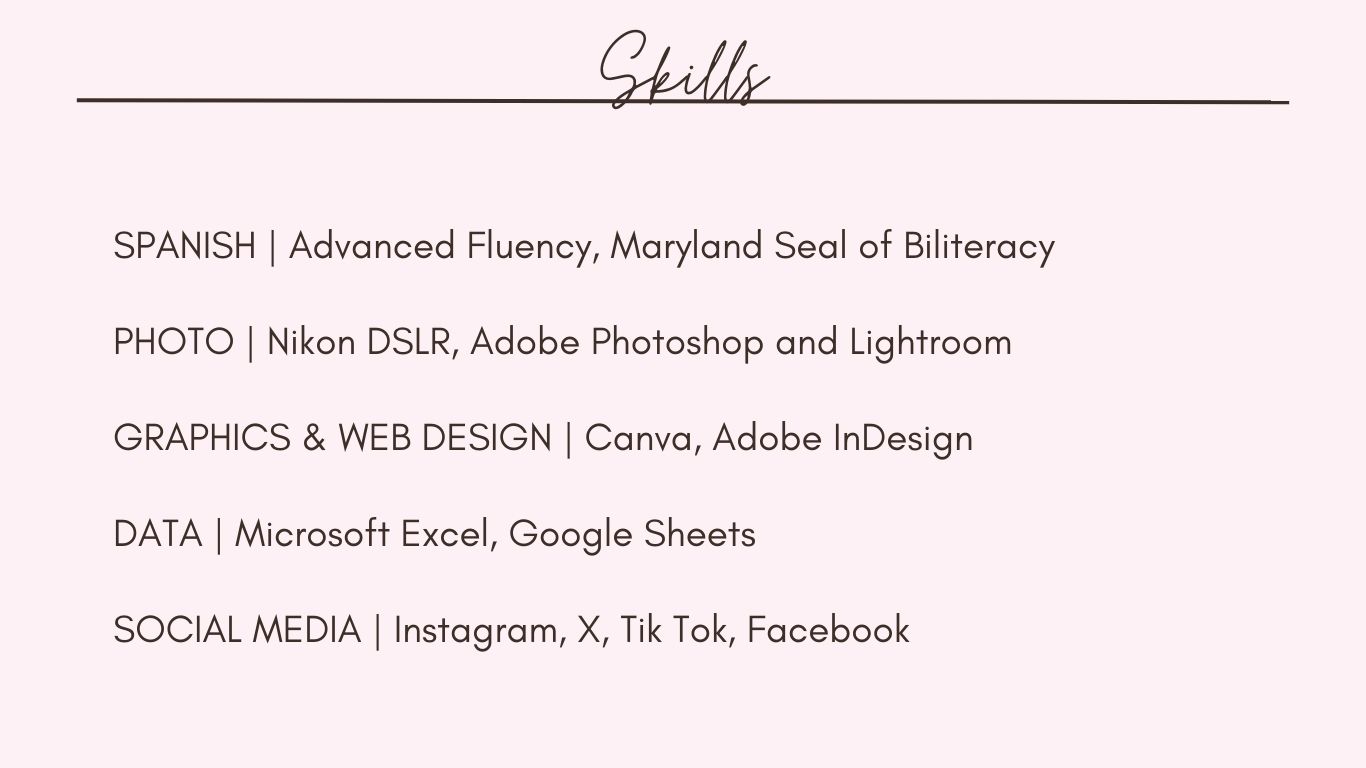 Skills
SPANISH | Advanced Fluency, Maryland Seal of Biliteracy
PHOTO | Nikon DSLR, Adobe Photoshop and Lightroom
GRAPHICS & WEB DESIGN | Canva, Adobe InDesign
DATA | Microsoft Excel, Google Sheets
SOCIAL MEDIA | Instagram, X, Tik Tok, Facebook